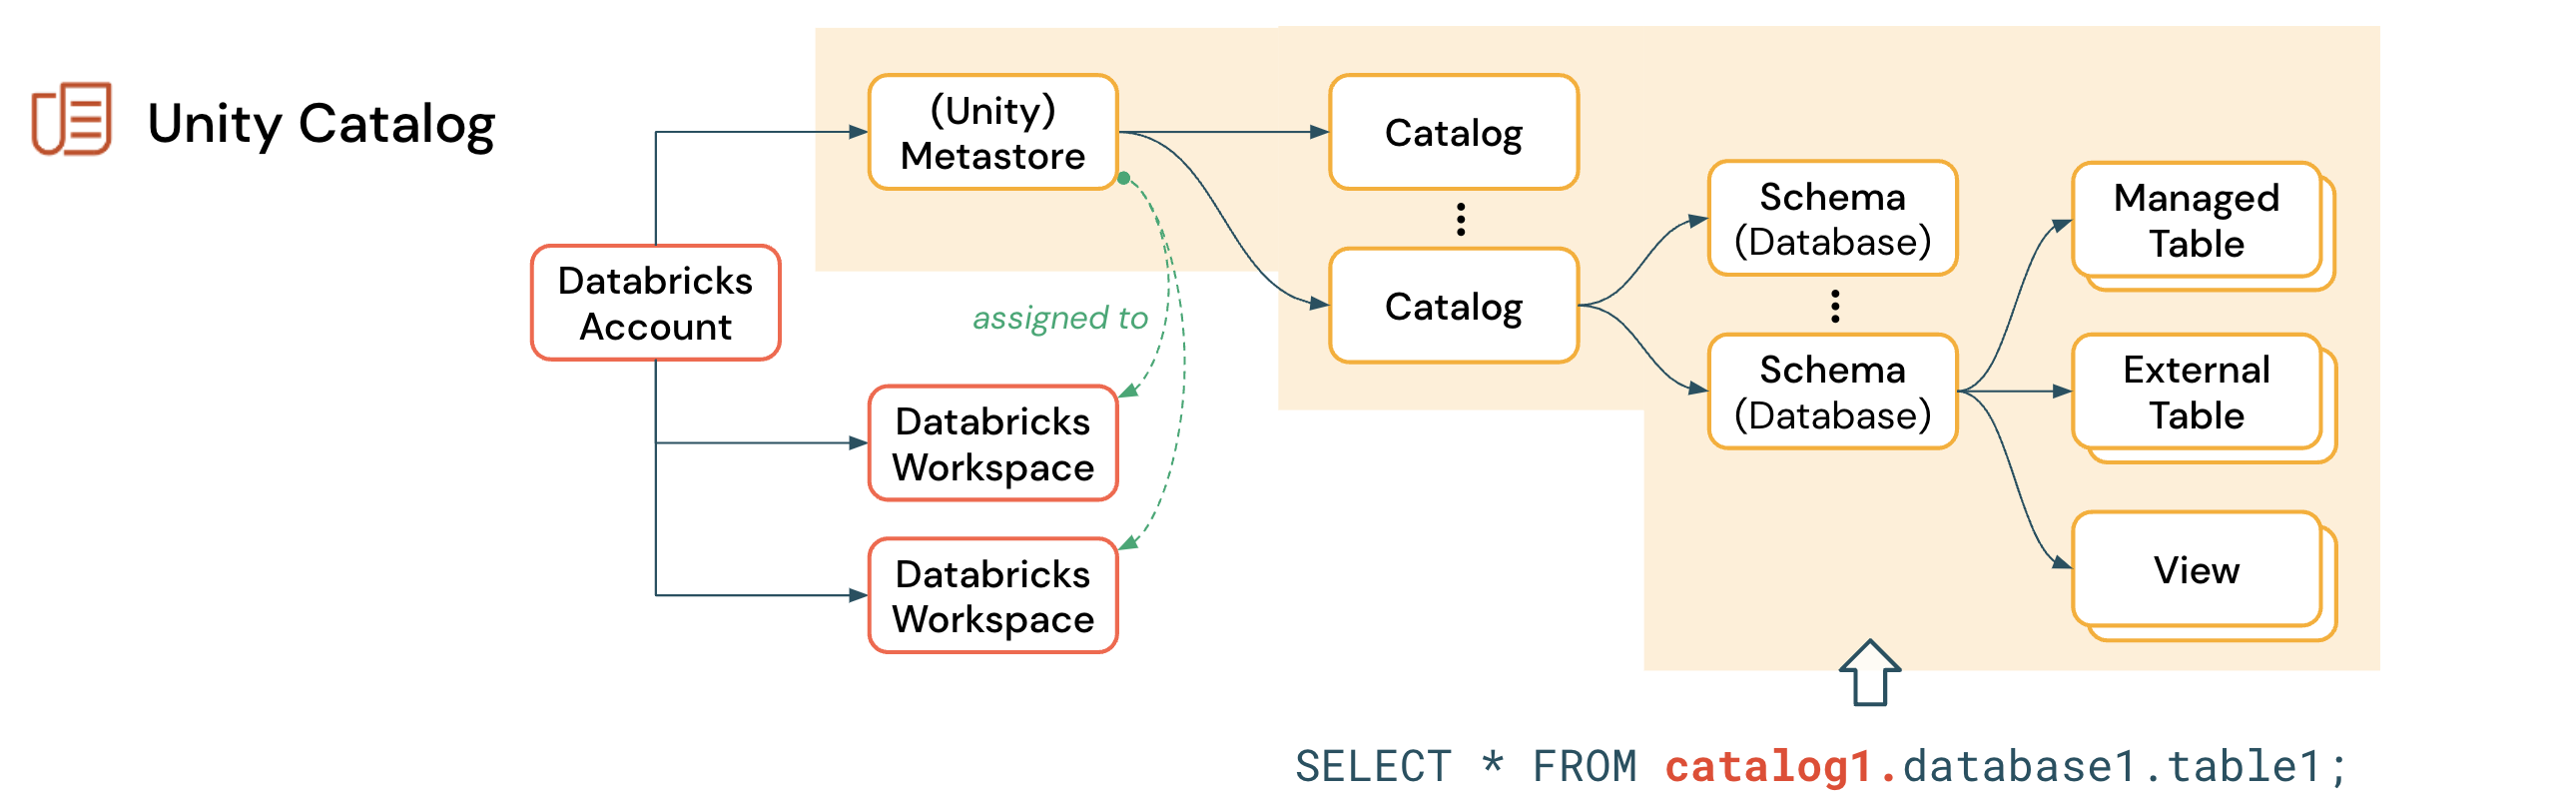 Unity Catalog
(Unity)
Metastore
Catalog
Catalog
Schema
(Database)
Schema
(Database)
Managed
Table
External
Table
View
Databricks
Account
assigned to
Databricks
Workspace
Databricks
Workspace
SELECT * FROM catalog1.database1.table1;